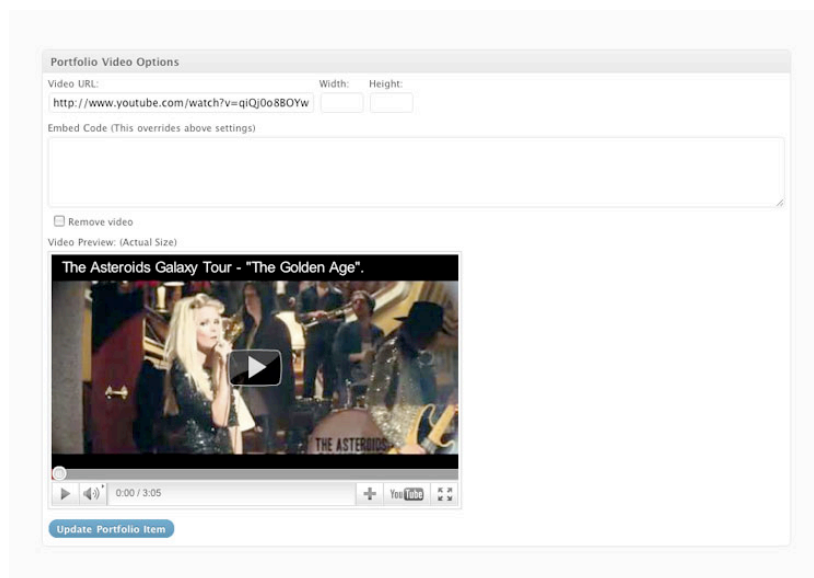 Portfolio Video Options
Video URL: Width: Height:
http://www.youtube.com/watch?v=qiQj0o8BOYw
Embed Code (This overrides above settings)
Remove video
Video Preview: (Actual Size)
The Asteroids Galaxy Tour - "The Golden Age".
THE ASTEROIDS
0:00 / 3:05
YouTube
Update Portfolio Item